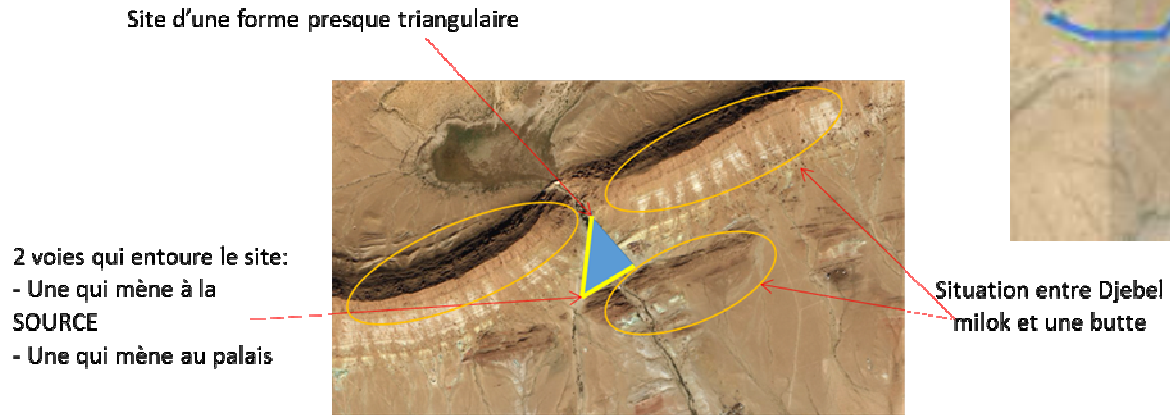 Site d'une forme presque triangulaire
2 voies qui entoure le site:
- Une qui mène à la
SOURCE
- Une qui mène au palais
Situation entre Djebel
milok et une butte